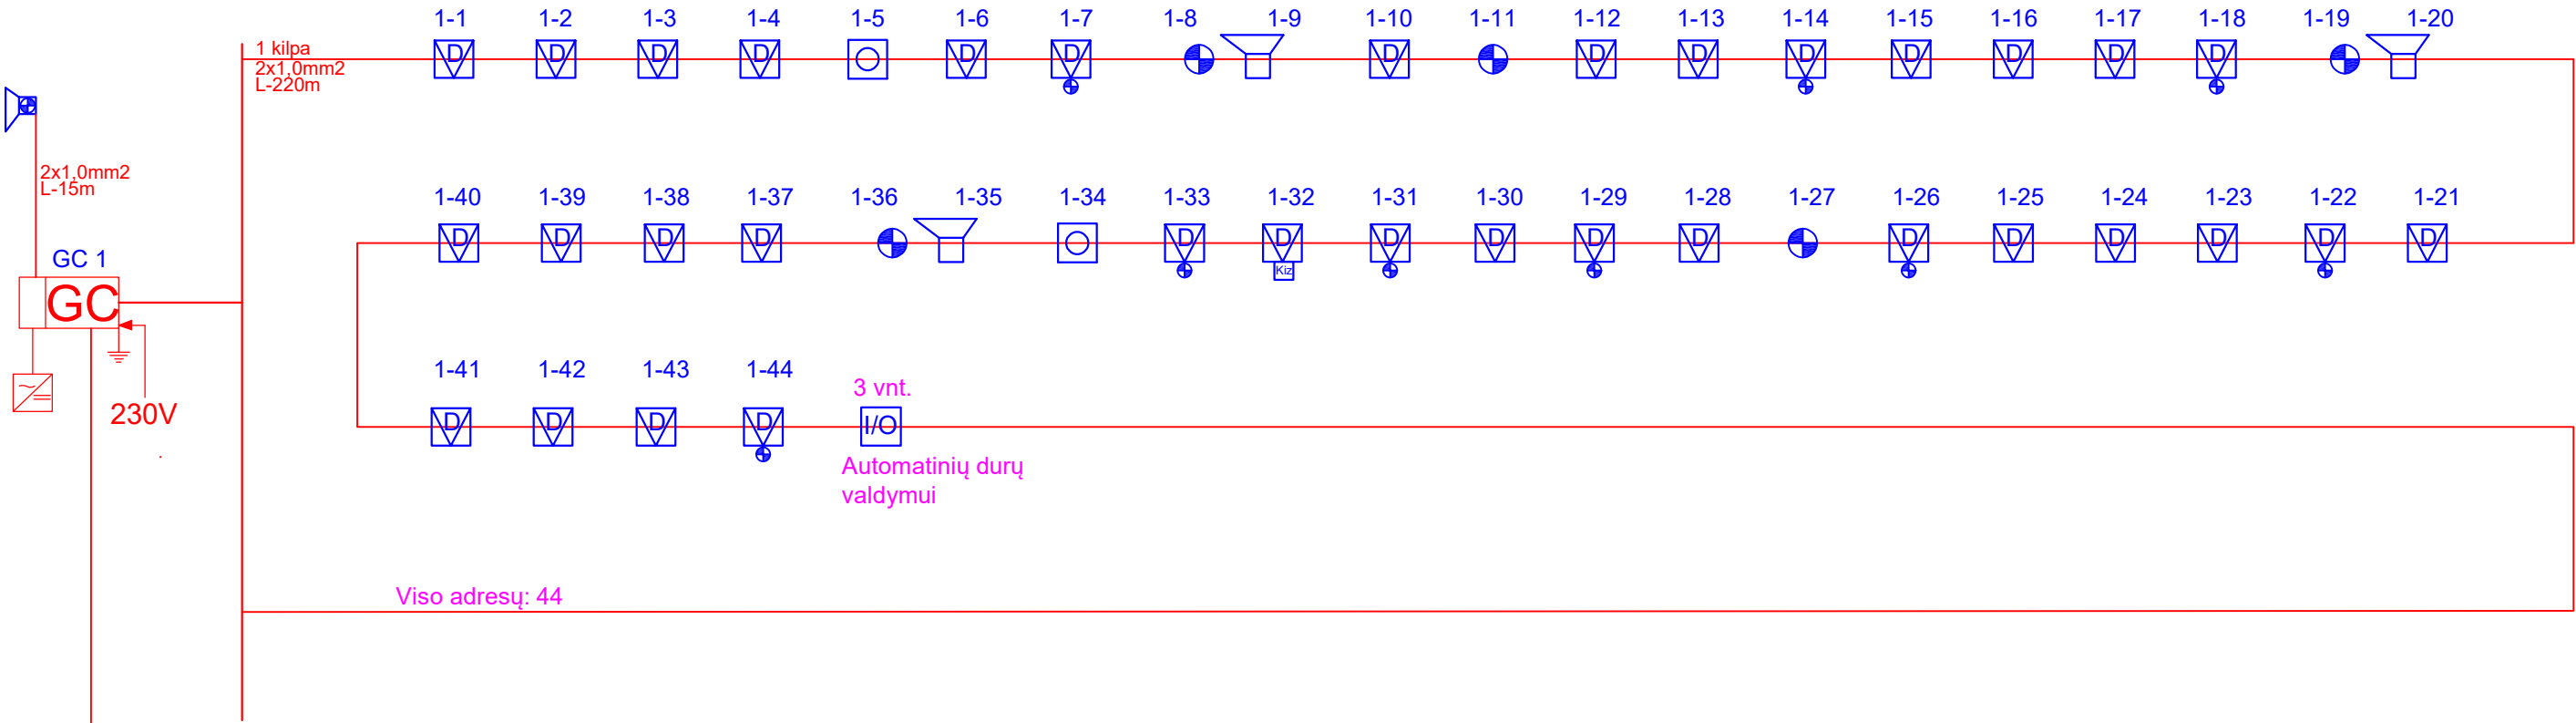 1-1 1-2 1-3 1-4 1-5 1-6 1-7 1-8 1-9 1-10 1-11 1-12 1-13 1-14 1-15 1-16 1-17 1-18 1-19 1-20
1 kilpa
2x1,0mm2
L-220m
D D D D D D D D D D D D D D
2x1,0mm2
L-15m
1-40 1-39 1-38 1-37 1-36 1-35 1-34 1-33 1-32 1-31 1-30 1-29 1-28 1-27 1-26 1-25 1-24 1-23 1-22 1-21
D D D D D D D D D D D D D D D D
Kiz
GC 1
GC
230V
1-41 1-42 1-43 1-44
3 vnt.
D D D D I/O
Automatinių durų
valdymui
Viso adresų: 44